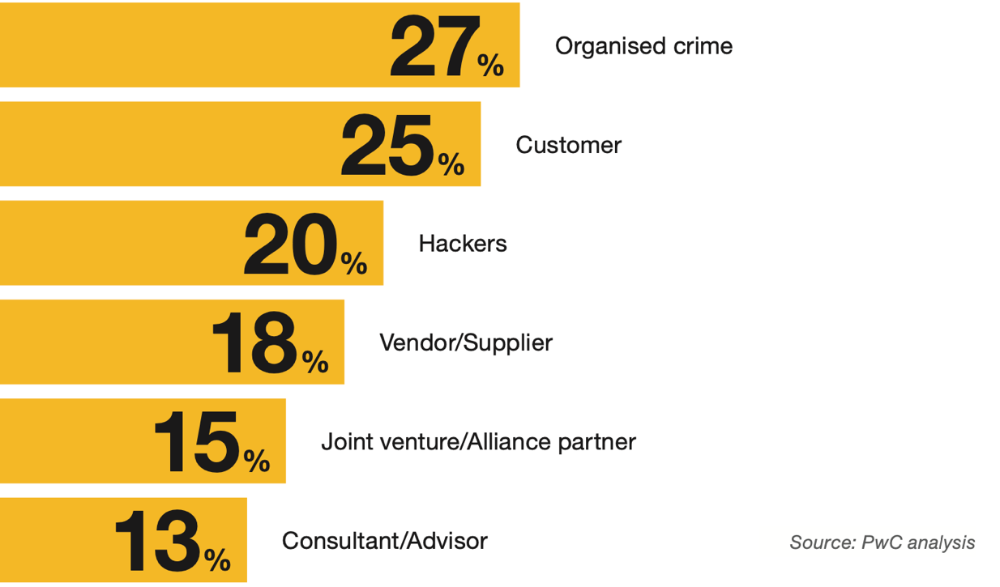 27% Organised crime
25% Customer
20% Hackers
18% Vendor/Supplier
15% Joint venture/Alliance partner
13% Consultant/Advisor
Source: PwC analysis